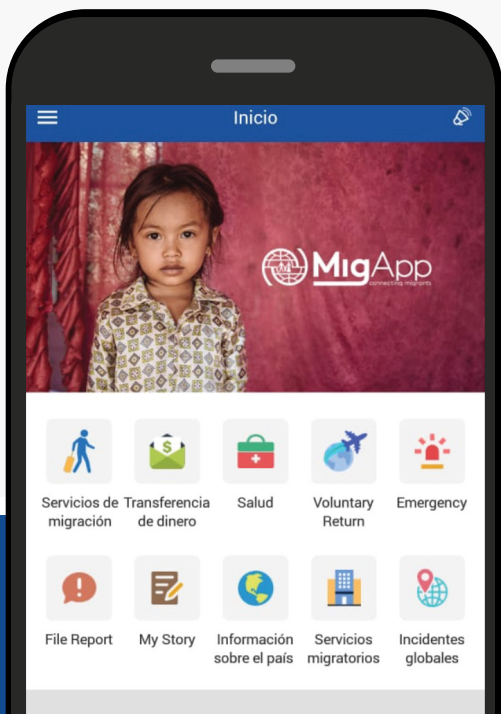 Inicio
MigApp
connecting migrants
Servicios de migración
Transferencia de dinero
Salud
Voluntary Return
Emergency
File Report
My Story
Información sobre el país
Servicios migratorios
Incidentes globales